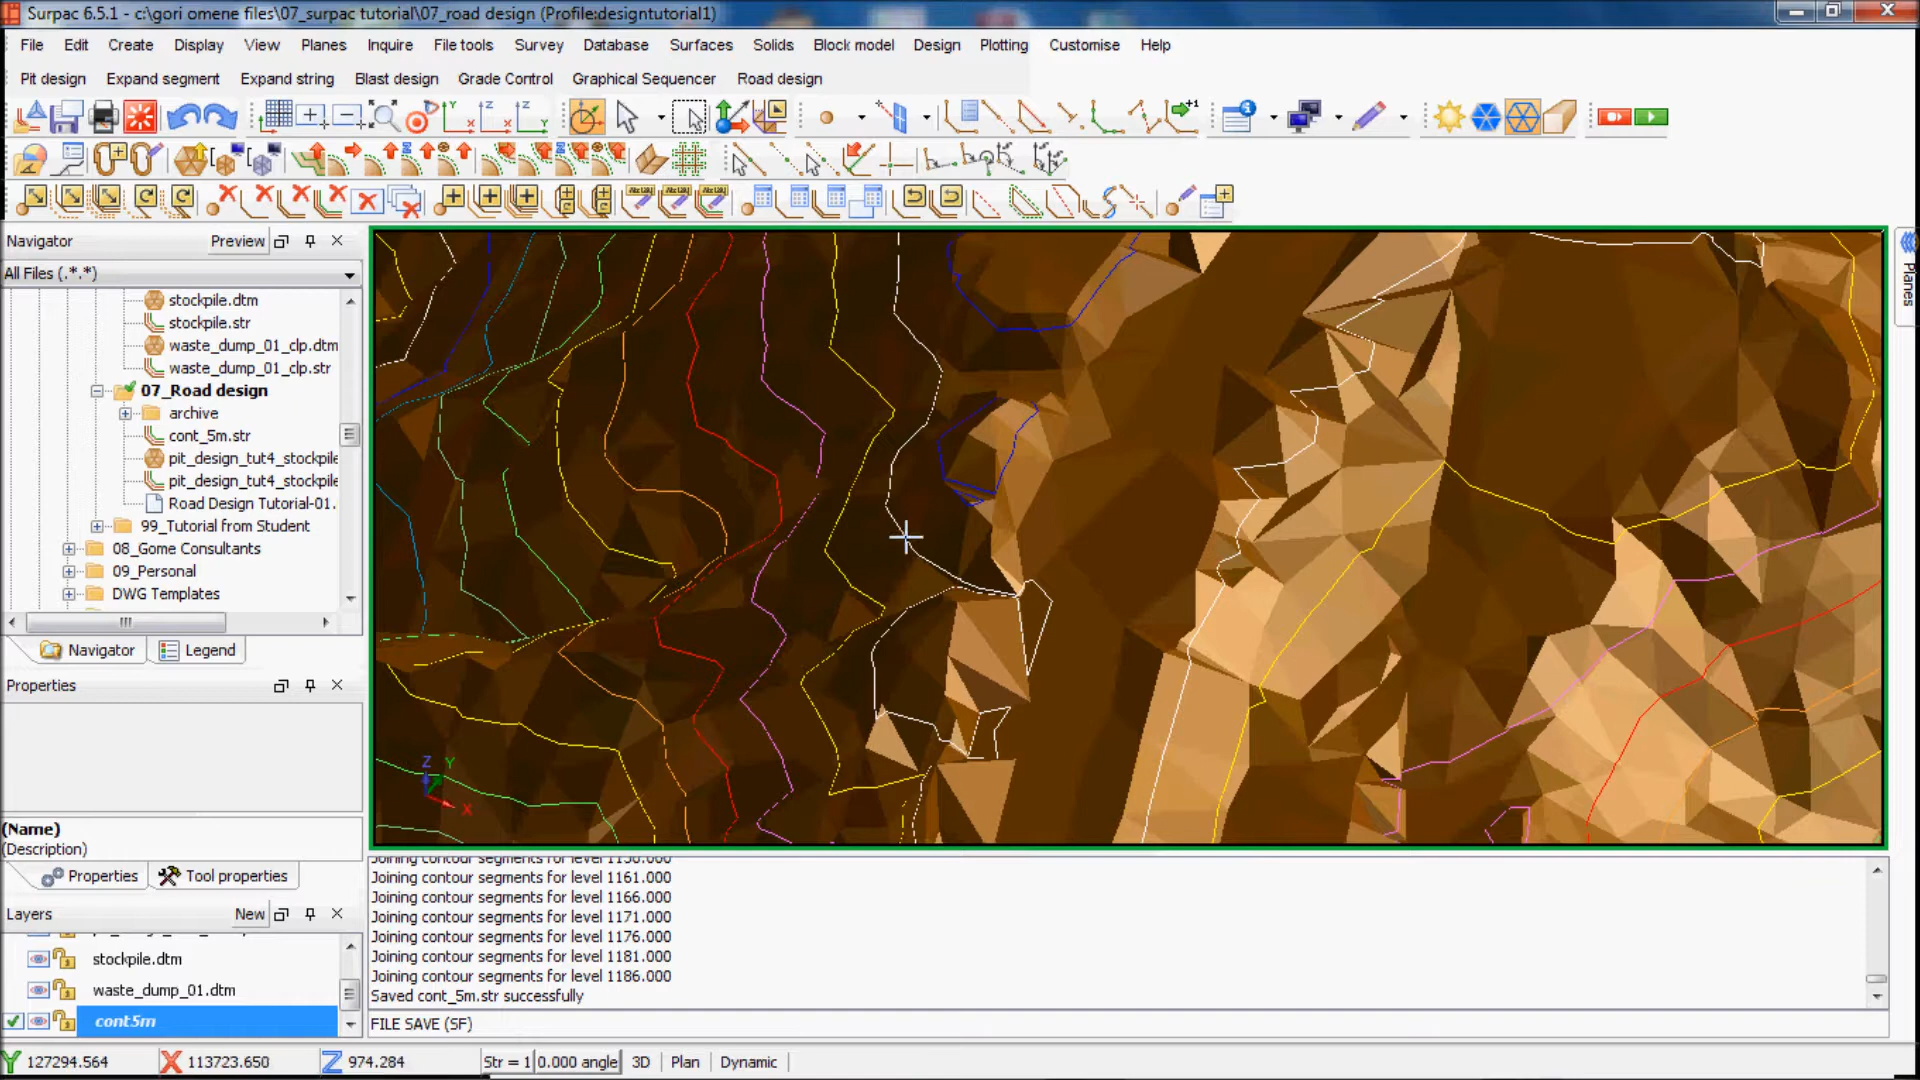 Surpac 6.5.1 - c:\gori omene files\07_surpac tutorial\07_road design (Profile:designtutorial1)
File Edit Create Display View Planes Inquire File tools Survey Database Surfaces Solids Block model Design Plotting Customise Help
Pit design Expand segment Expand string Blast design Grade Control Graphical Sequencer Road design
Navigator Preview
All Files (.*.*)
stockpile.dtm
stockpile.str
waste_dump_01_clp.dtm
waste_dump_01_clp.str
07_Road design
archive
cont_5m.str
pit_design_tut4_stockpile
pit_design_tut4_stockpile
Road Design Tutorial-01.
99_Tutorial from Student
08_Gome Consultants
09_Personal
DWG Templates
Navigator Legend
Properties
(Name)
(Description)
Properties Tool properties
Layers New
stockpile.dtm
waste_dump_01.dtm
cont5m
Planes
Z Y
X
Joining contour segments for level 1161.000
Joining contour segments for level 1166.000
Joining contour segments for level 1171.000
Joining contour segments for level 1176.000
Joining contour segments for level 1181.000
Joining contour segments for level 1186.000
Saved cont_5m.str successfully
FILE SAVE (SF)
Y 127294.564 X 113723.650 Z 974.284 Str = 1 0.000 angle 3D Plan Dynamic